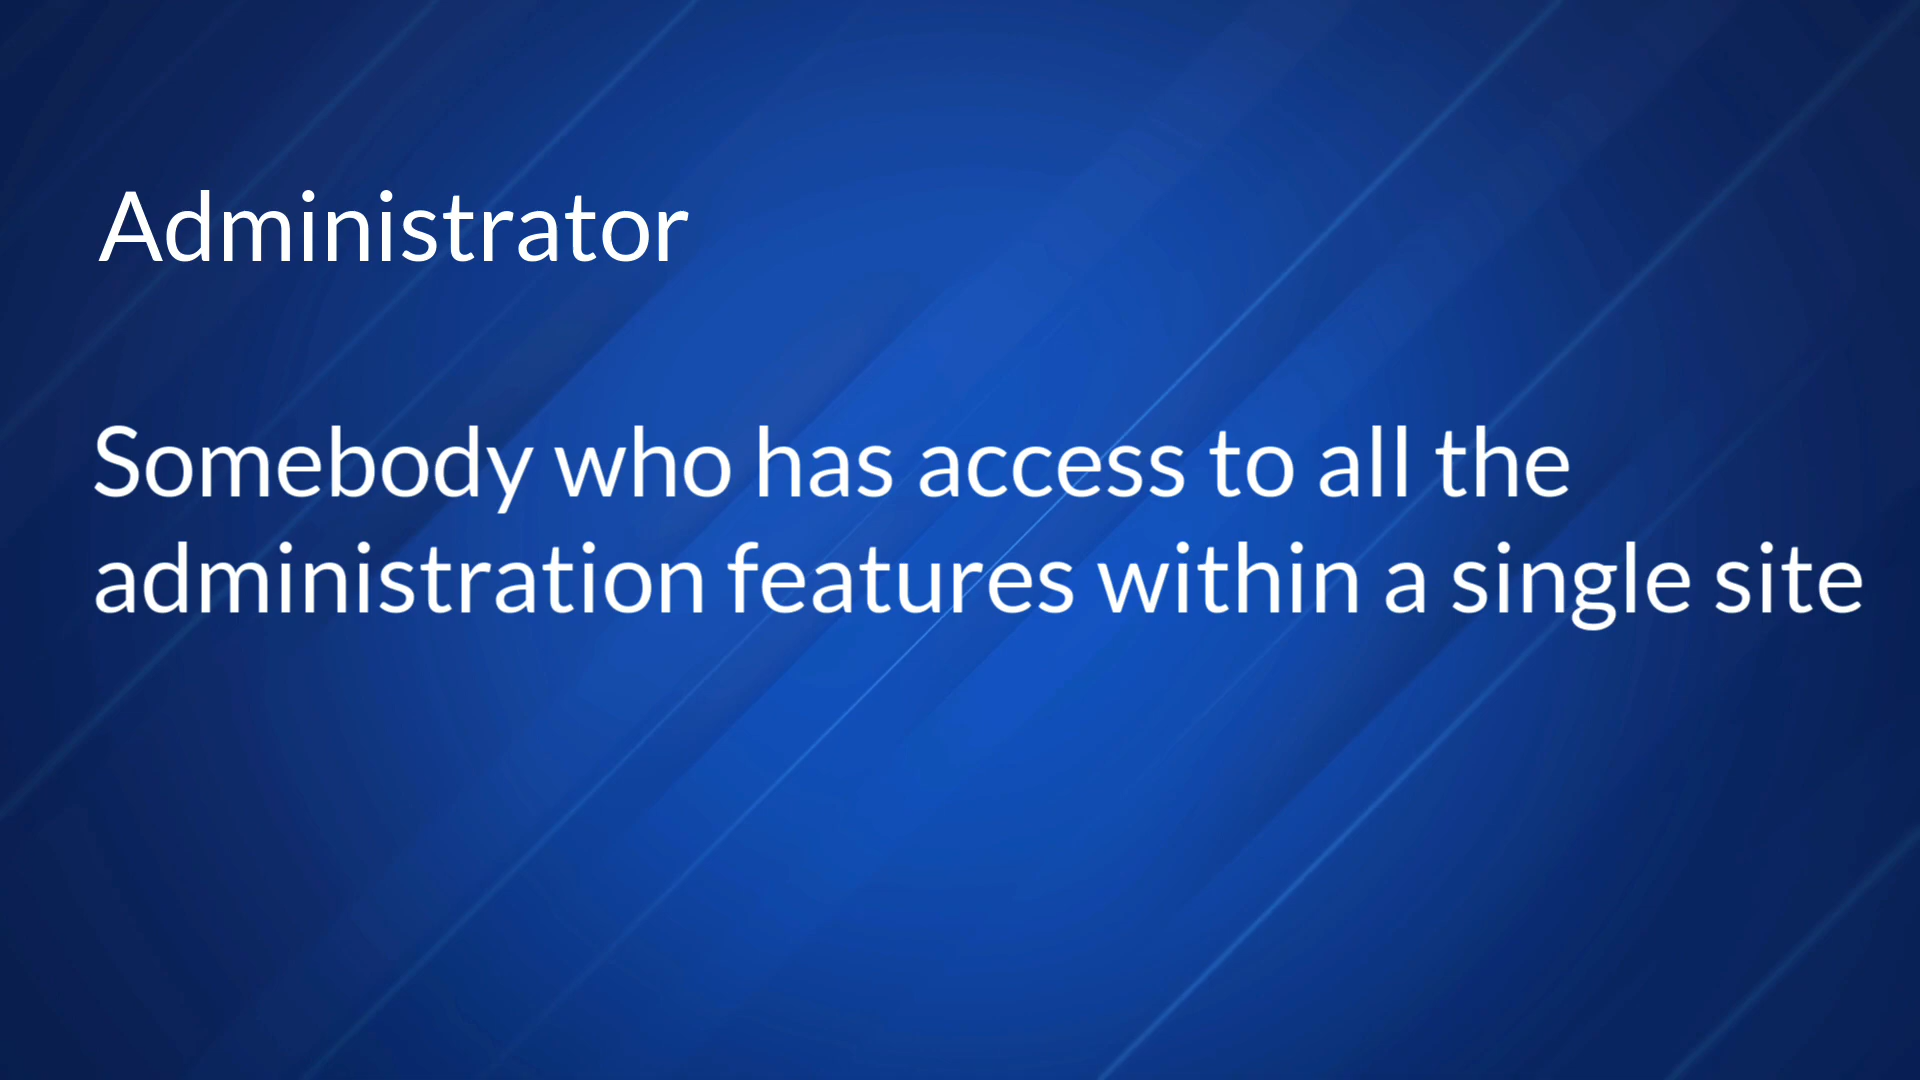 Administrator
Somebody who has access to all the
administration features within a single site